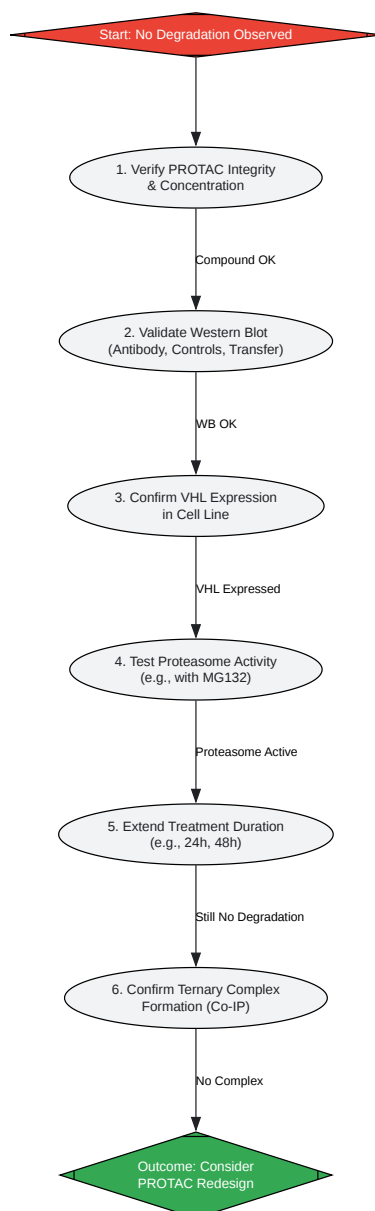 Start: No Degradation Observed
1. Verify PROTAC Integrity
& Concentration
Compound OK
2. Validate Western Blot
(Antibody, Controls, Transfer)
WB OK
3. Confirm VHL Expression
in Cell Line
VHL Expressed
4. Test Proteasome Activity
(e.g., with MG132)
Proteasome Active
5. Extend Treatment Duration
(e.g., 24h, 48h)
Still No Degradation
6. Confirm Ternary Complex
Formation (Co-IP)
No Complex
Outcome: Consider
PROTAC Redesign